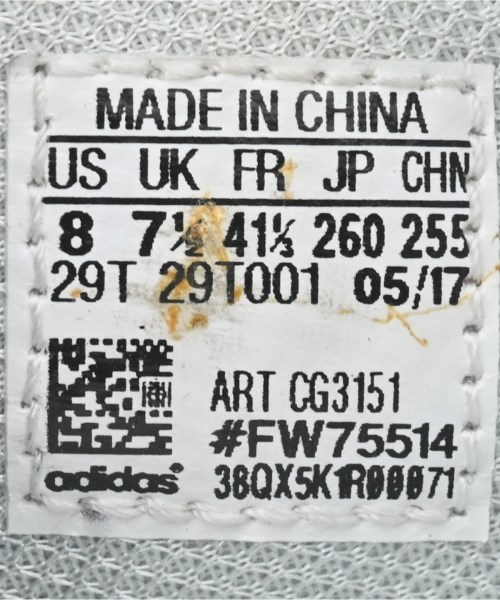 MADE IN CHINA
US UK FR JP CHN
8 7½ 41⅓ 260 255
29T 29T001 05/17
ART CG3151
#FW75514
adidas 38QX5K1R00071